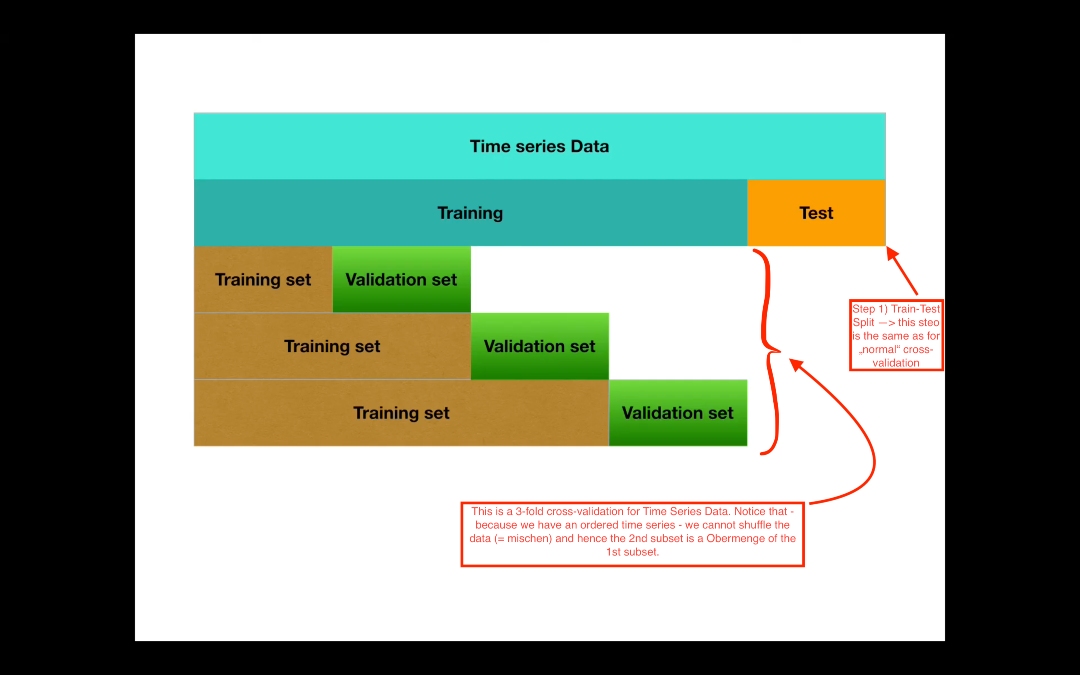 Time series Data
Training
Test
Training set
Validation set
Training set
Validation set
Training set
Validation set
Step 1) Train-Test
Split —> this steo
is the same as for
„normal“ cross-
validation
This is a 3-fold cross-validation for Time Series Data. Notice that -
because we have an ordered time series - we cannot shuffle the
data (= mischen) and hence the 2nd subset is a Obermenge of the
1st subset.